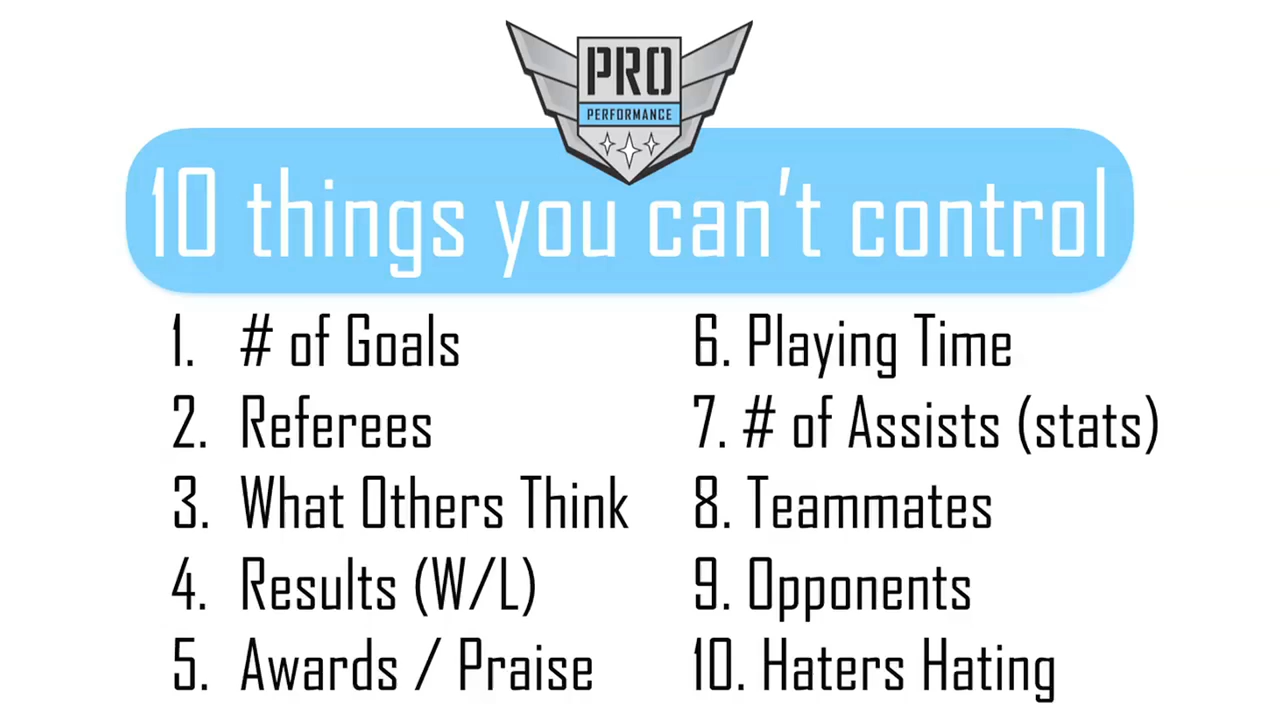 PRO
PERFORMANCE
10 things you can't control
1. # of Goals
2. Referees
3. What Others Think
4. Results (W/L)
5. Awards / Praise
6. Playing Time
7. # of Assists (stats)
8. Teammates
9. Opponents
10. Haters Hating